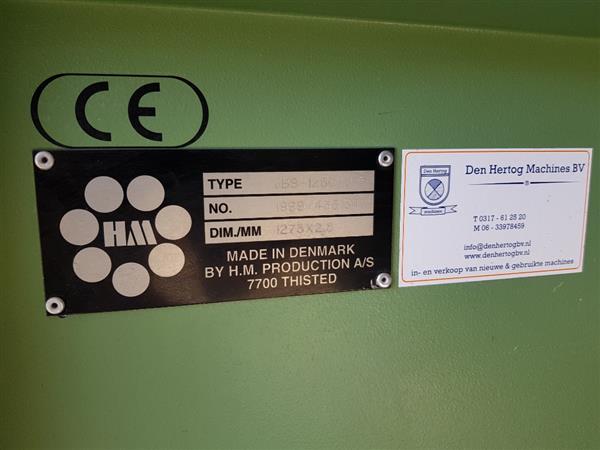 CE
HM
TYPE
NO.
DIM./MM 1273X2,5
MADE IN DENMARK
BY H.M. PRODUCTION A/S
7700 THISTED
Den Hertog
machines
Den Hertog Machines BV
T 0317 - 61 28 20
M 06 - 33978459
info@denhertogbv.nl
www.denhertogbv.nl
in- en verkoop van nieuwe & gebruikte machines